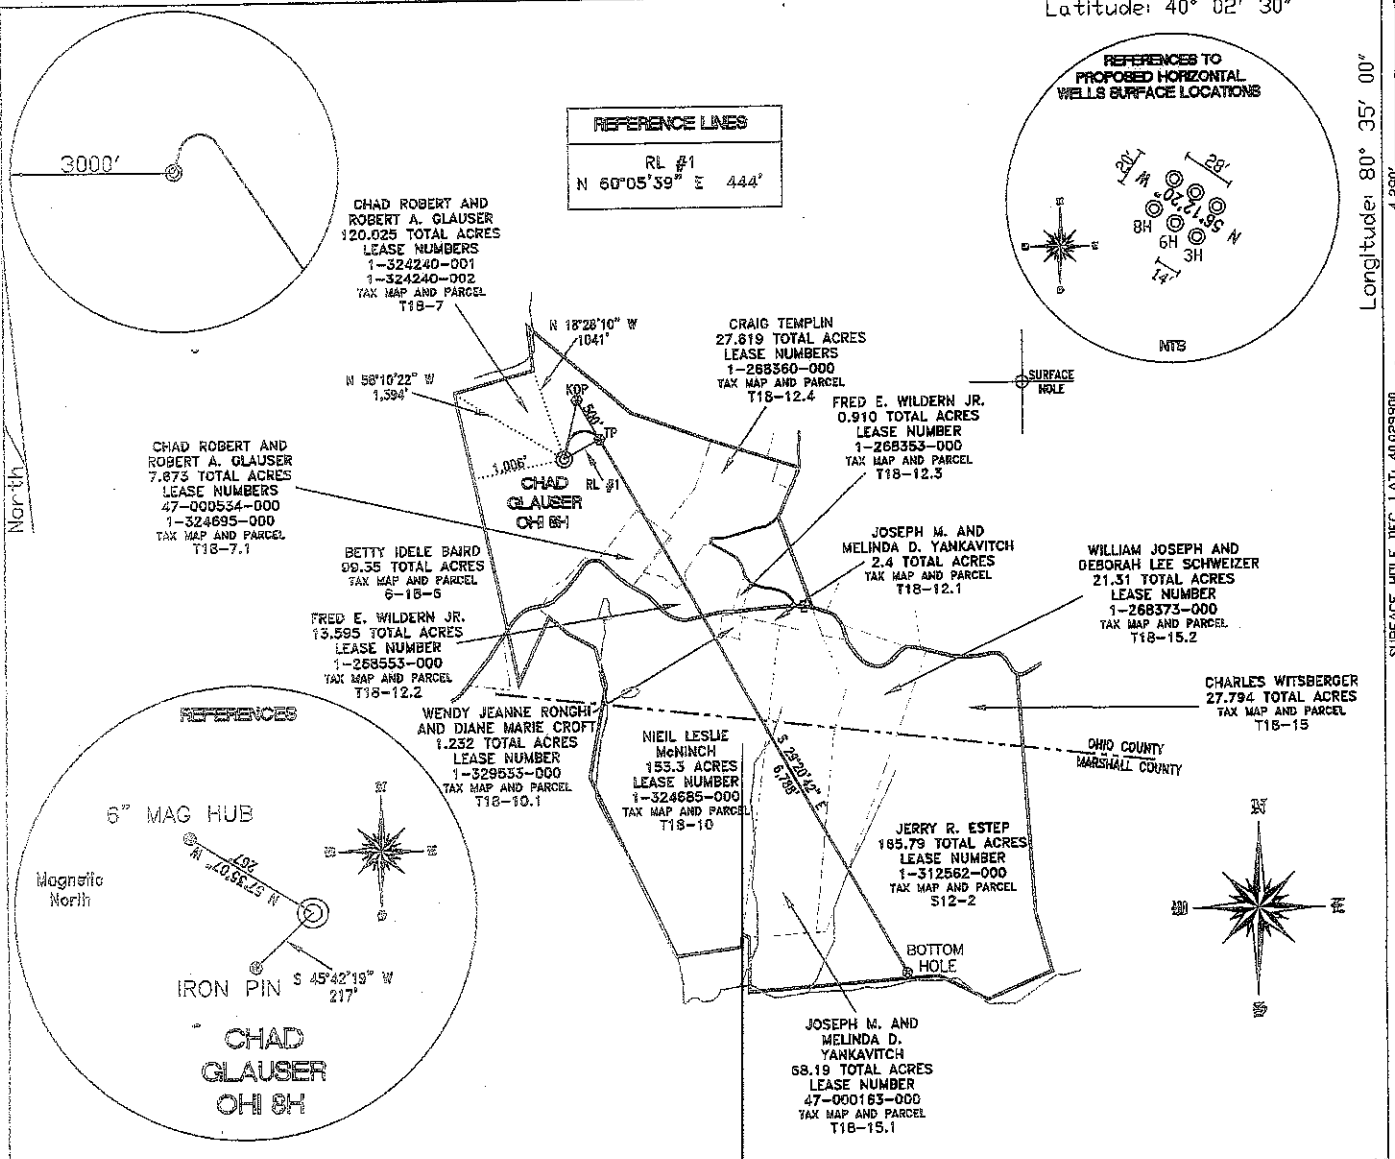 Latitude: 40° 02' 30"
REFERENCES TO
PROPOSED HORIZONTAL
WELLS SURFACE LOCATIONS
20'
28'
N 56°12'20" W
8H
6H
3H
14'
NTS
Longitude: 80° 35' 00"
SURFACE
HOLE
3000'
REFERENCE LINES
RL #1
N 60°05'39" E 444'
CHAD ROBERT AND
ROBERT A. GLAUSER
120.025 TOTAL ACRES
LEASE NUMBERS
1-324240-001
1-324240-002
TAX MAP AND PARCEL
T18-7
N 18°28'10" W
1041'
N 58°10'22" W
1,394'
KOP
500'
TP
1,006'
RL #1
CHAD
GLAUSER
OHI 8H
CRAIG TEMPLIN
27.619 TOTAL ACRES
LEASE NUMBERS
1-268360-000
TAX MAP AND PARCEL
T18-12.4
FRED E. WILDERN JR.
0.910 TOTAL ACRES
LEASE NUMBER
1-268353-000
TAX MAP AND PARCEL
T18-12.3
North
CHAD ROBERT AND
ROBERT A. GLAUSER
7.673 TOTAL ACRES
LEASE NUMBERS
47-000534-000
1-324695-000
TAX MAP AND PARCEL
T18-7.1
BETTY IDELE BAIRD
99.35 TOTAL ACRES
TAX MAP AND PARCEL
6-18-6
JOSEPH M. AND
MELINDA D. YANKAVITCH
2.4 TOTAL ACRES
TAX MAP AND PARCEL
T18-12.1
WILLIAM JOSEPH AND
DEBORAH LEE SCHWEIZER
21.31 TOTAL ACRES
LEASE NUMBER
1-268373-000
TAX MAP AND PARCEL
T18-15.2
FRED E. WILDERN JR.
13.595 TOTAL ACRES
LEASE NUMBER
1-268553-000
TAX MAP AND PARCEL
T18-12.2
CHARLES WITSBERGER
27.794 TOTAL ACRES
TAX MAP AND PARCEL
T18-15
WENDY JEANNE RONGHI
AND DIANE MARIE CROFT
1.232 TOTAL ACRES
LEASE NUMBER
1-329533-000
TAX MAP AND PARCEL
T18-10.1
NIEIL LESLIE
McNINCH
153.3 ACRES
LEASE NUMBER
1-324685-000
TAX MAP AND PARCEL
T18-10
S 29°20'42" E
6,788'
OHIO COUNTY
MARSHALL COUNTY
JERRY R. ESTEP
185.79 TOTAL ACRES
LEASE NUMBER
1-312562-000
TAX MAP AND PARCEL
S12-2
BOTTOM
HOLE
JOSEPH M. AND
MELINDA D.
YANKAVITCH
68.19 TOTAL ACRES
LEASE NUMBER
47-000163-000
TAX MAP AND PARCEL
T18-15.1
N
S
E
REFERENCES
6" MAG HUB
N 57°35'07" W
267'
Magnetic
North
IRON PIN
S 45°42'19" W
217'
CHAD
GLAUSER
OHI 8H